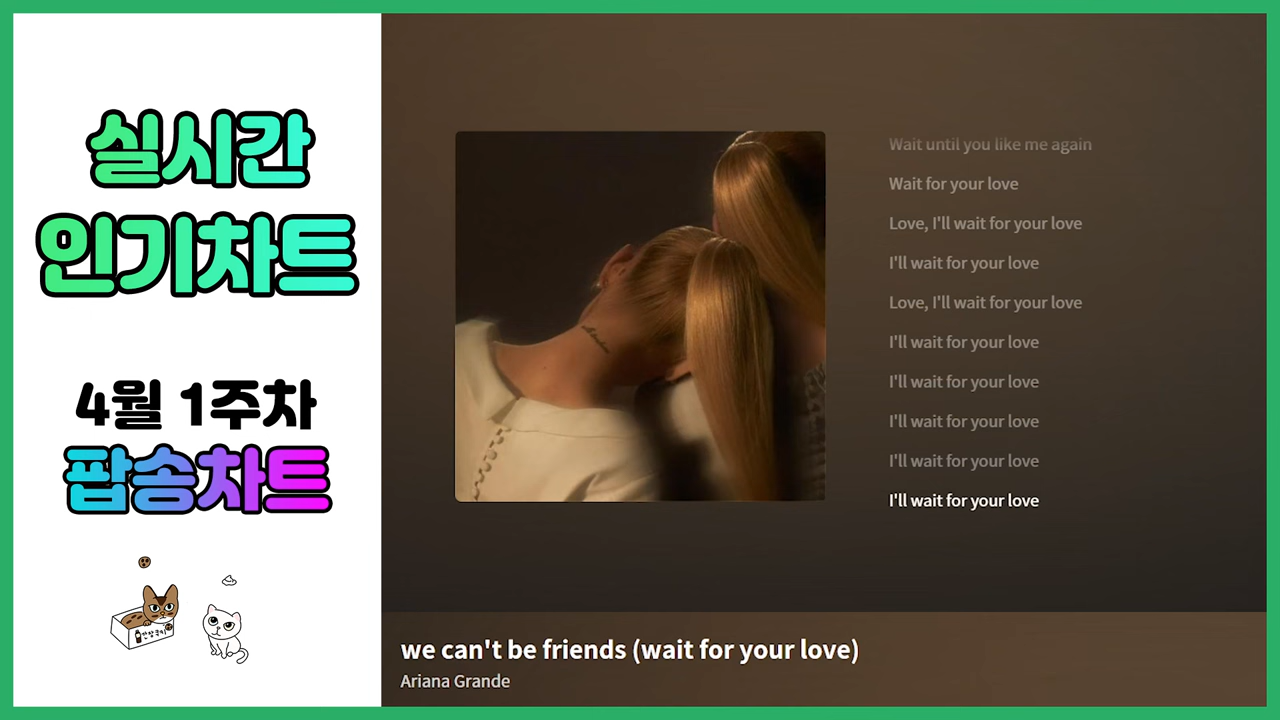 실시간
인기차트
4월 1주차
팝송차트
Wait until you like me again
Wait for your love
Love, I'll wait for your love
I'll wait for your love
Love, I'll wait for your love
I'll wait for your love
I'll wait for your love
I'll wait for your love
I'll wait for your love
I'll wait for your love
we can't be friends (wait for your love)
Ariana Grande